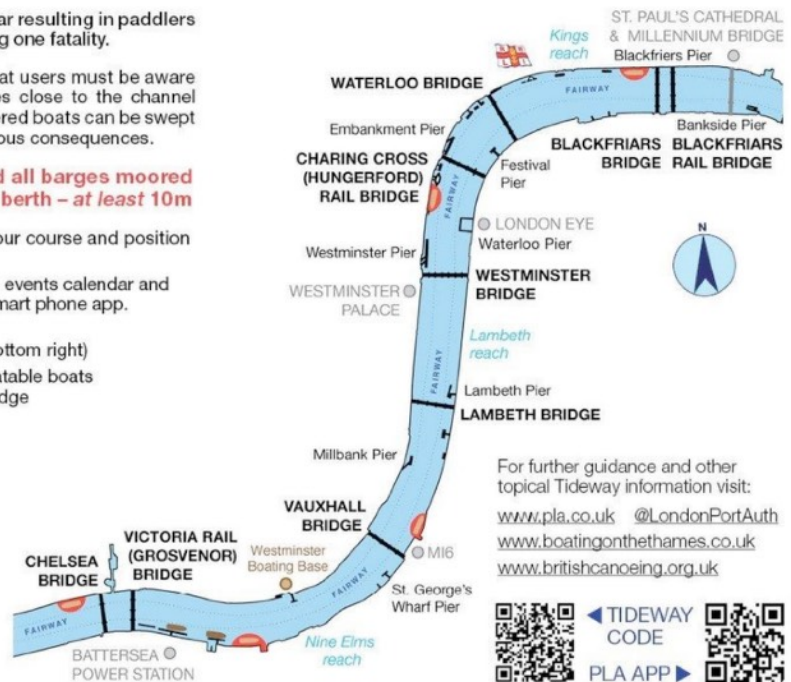 ar resulting in paddlers
g one fatality.
at users must be aware
es close to the channel
ered boats can be swept
ous consequences.
d all barges moored
berth – at least 10m
our course and position
events calendar and
mart phone app.
ottom right)
atable boats
dge
ST. PAUL'S CATHEDRAL
& MILLENNIUM BRIDGE
Kings
reach
Blackfriers Pier
WATERLOO BRIDGE
FAIRWAY
Embankment Pier
Bankside Pier
BLACKFRIARS
BRIDGE
BLACKFRIARS
RAIL BRIDGE
CHARING CROSS
(HUNGERFORD)
RAIL BRIDGE
Festival
Pier
FAIRWAY
LONDON EYE
Waterloo Pier
N
Westminster Pier
WESTMINSTER
BRIDGE
WESTMINSTER
PALACE
Lambeth
reach
FAIRWAY
Lambeth Pier
LAMBETH BRIDGE
Millbank Pier
VAUXHALL
BRIDGE
MI6
St. George's
Wharf Pier
FAIRWAY
Westminster
Boating Base
VICTORIA RAIL
(GROSVENOR)
BRIDGE
CHELSEA
BRIDGE
FAIRWAY
Nine Elms
reach
BATTERSEA
POWER STATION
For further guidance and other
topical Tideway information visit:
www.pla.co.uk @LondonPortAuth
www.boatingonthethames.co.uk
www.britishcanoeing.org.uk
◀ TIDEWAY
CODE
PLA APP ▶